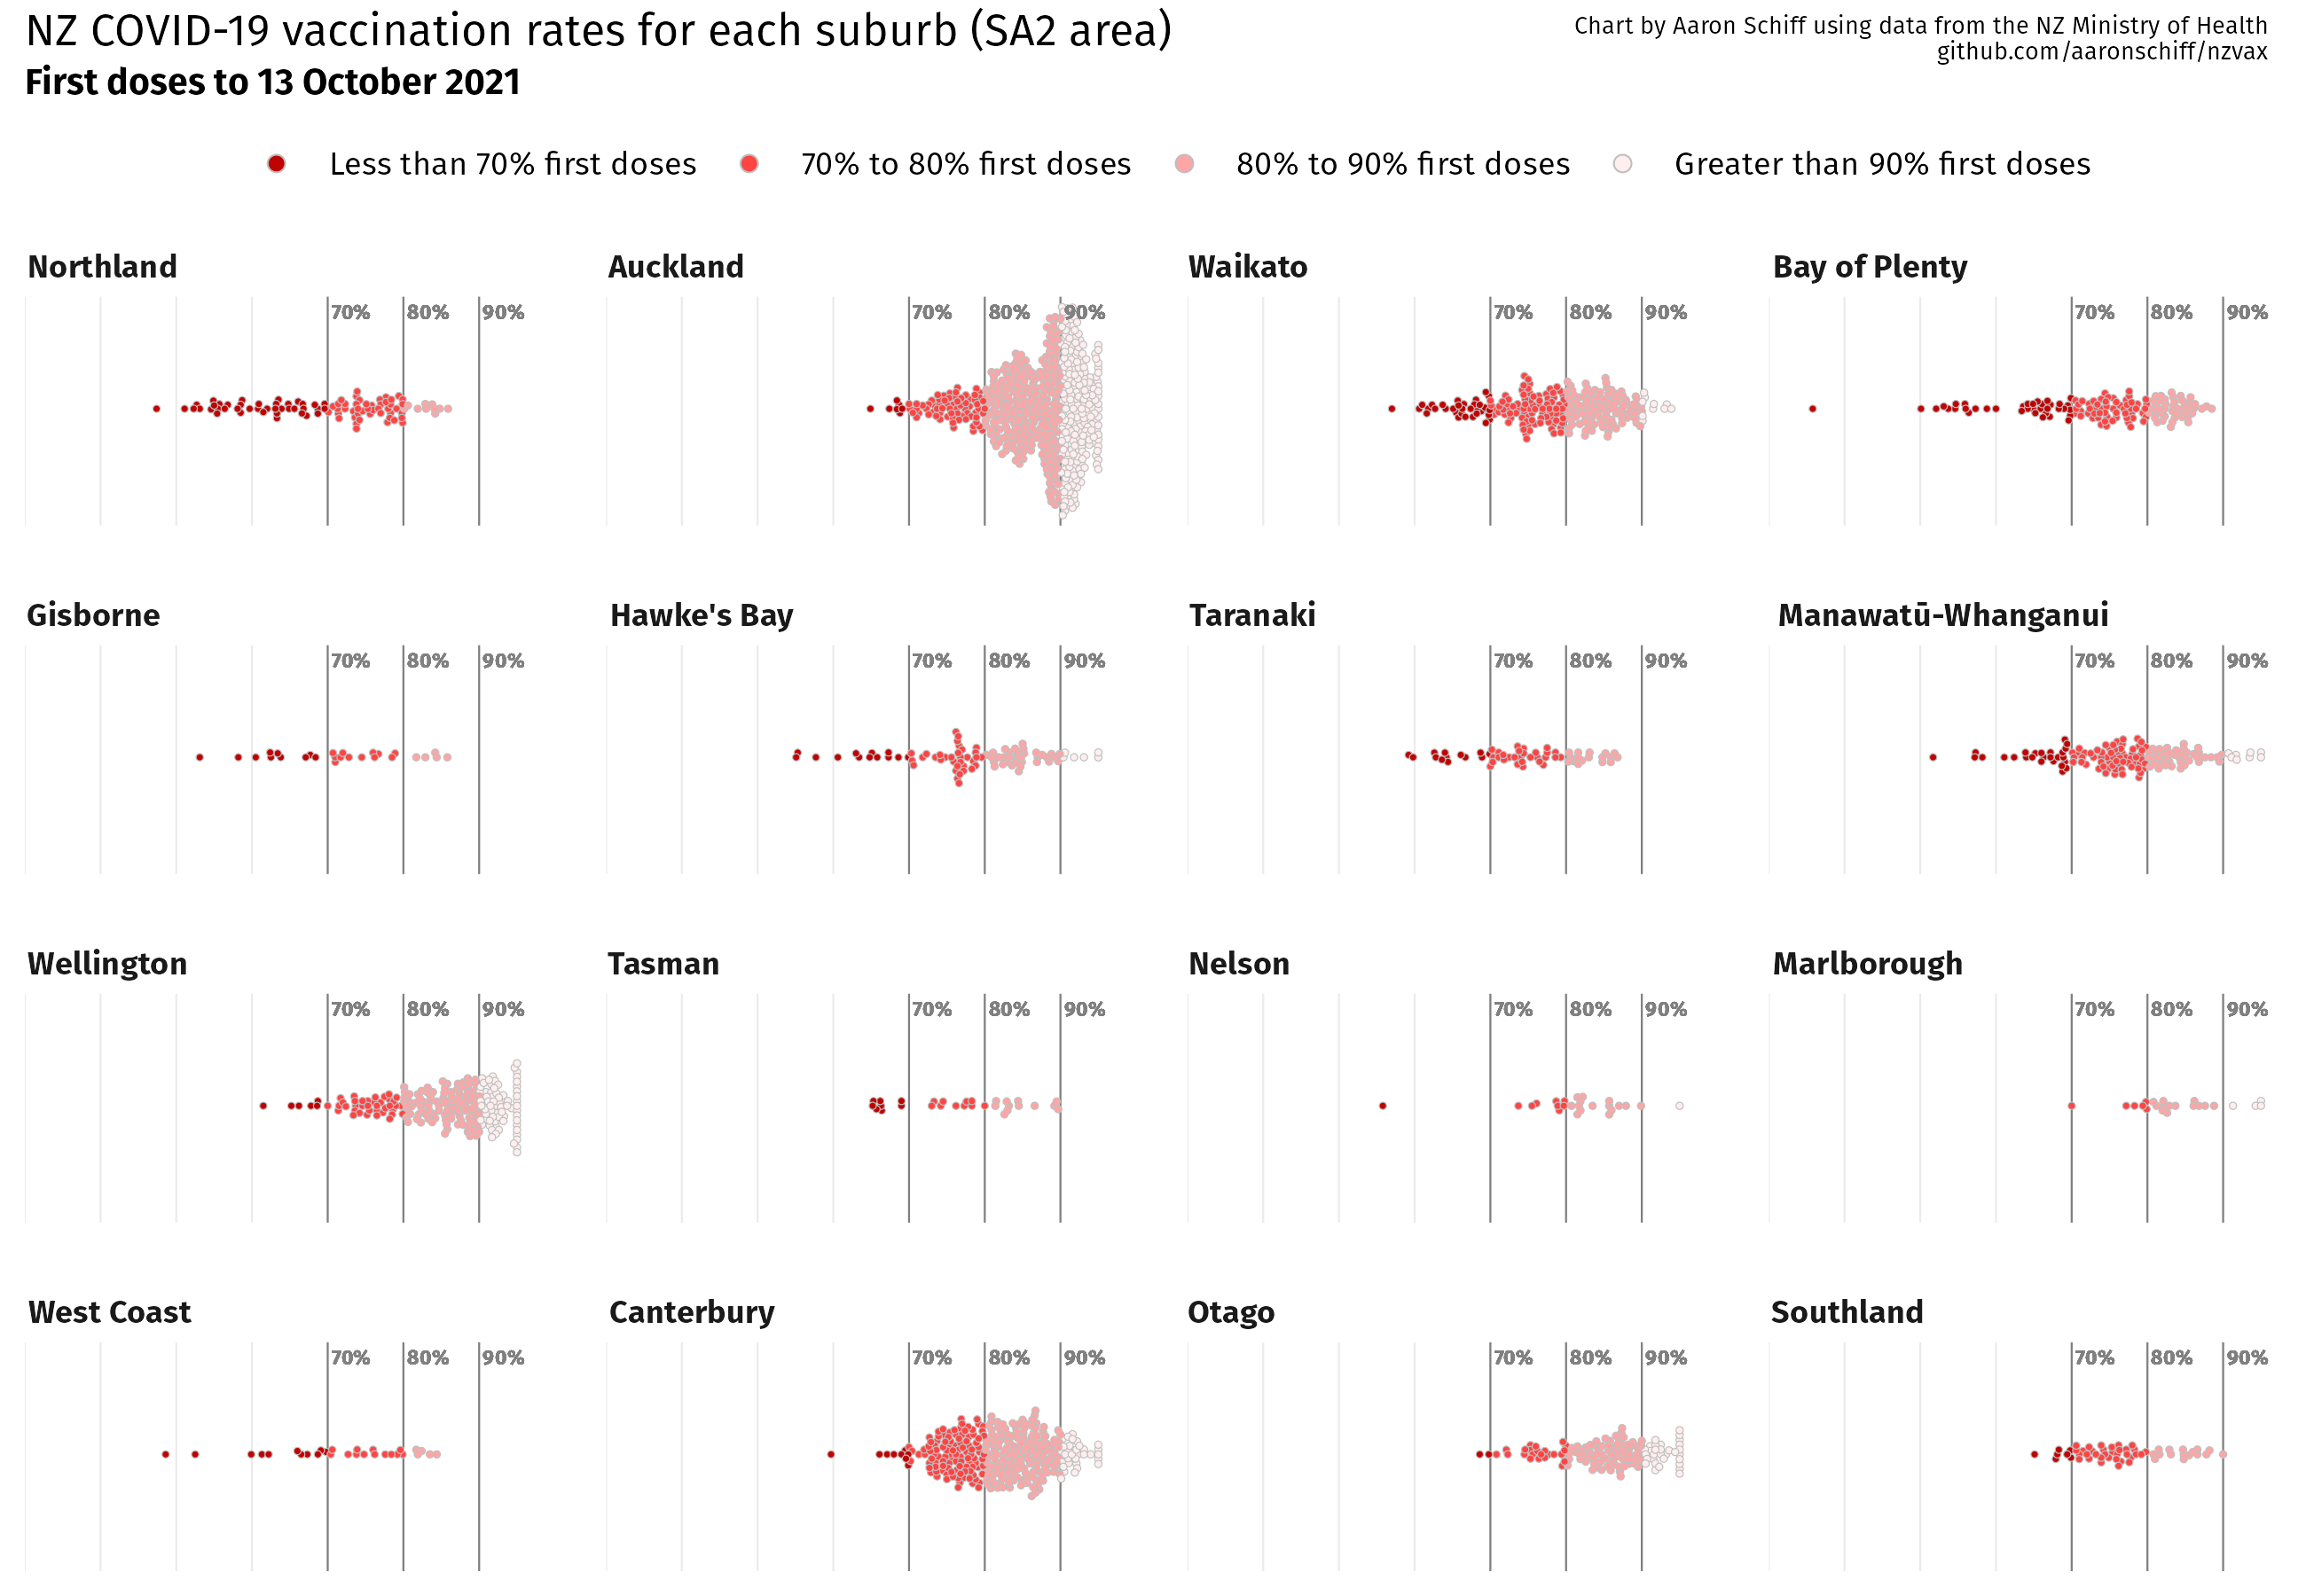 NZ COVID-19 vaccination rates for each suburb (SA2 area)
First doses to 13 October 2021
Chart by Aaron Schiff using data from the NZ Ministry of Health
github.com/aaronschiff/nzvax
Less than 70% first doses 70% to 80% first doses 80% to 90% first doses Greater than 90% first doses
Northland Auckland Waikato Bay of Plenty
70% 80% 90% 70% 80% 90% 70% 80% 90% 70% 80% 90%
Gisborne Hawke's Bay Taranaki Manawatū-Whanganui
70% 80% 90% 70% 80% 90% 70% 80% 90% 70% 80% 90%
Wellington Tasman Nelson Marlborough
70% 80% 90% 70% 80% 90% 70% 80% 90% 70% 80% 90%
West Coast Canterbury Otago Southland
70% 80% 90% 70% 80% 90% 70% 80% 90% 70% 80% 90%